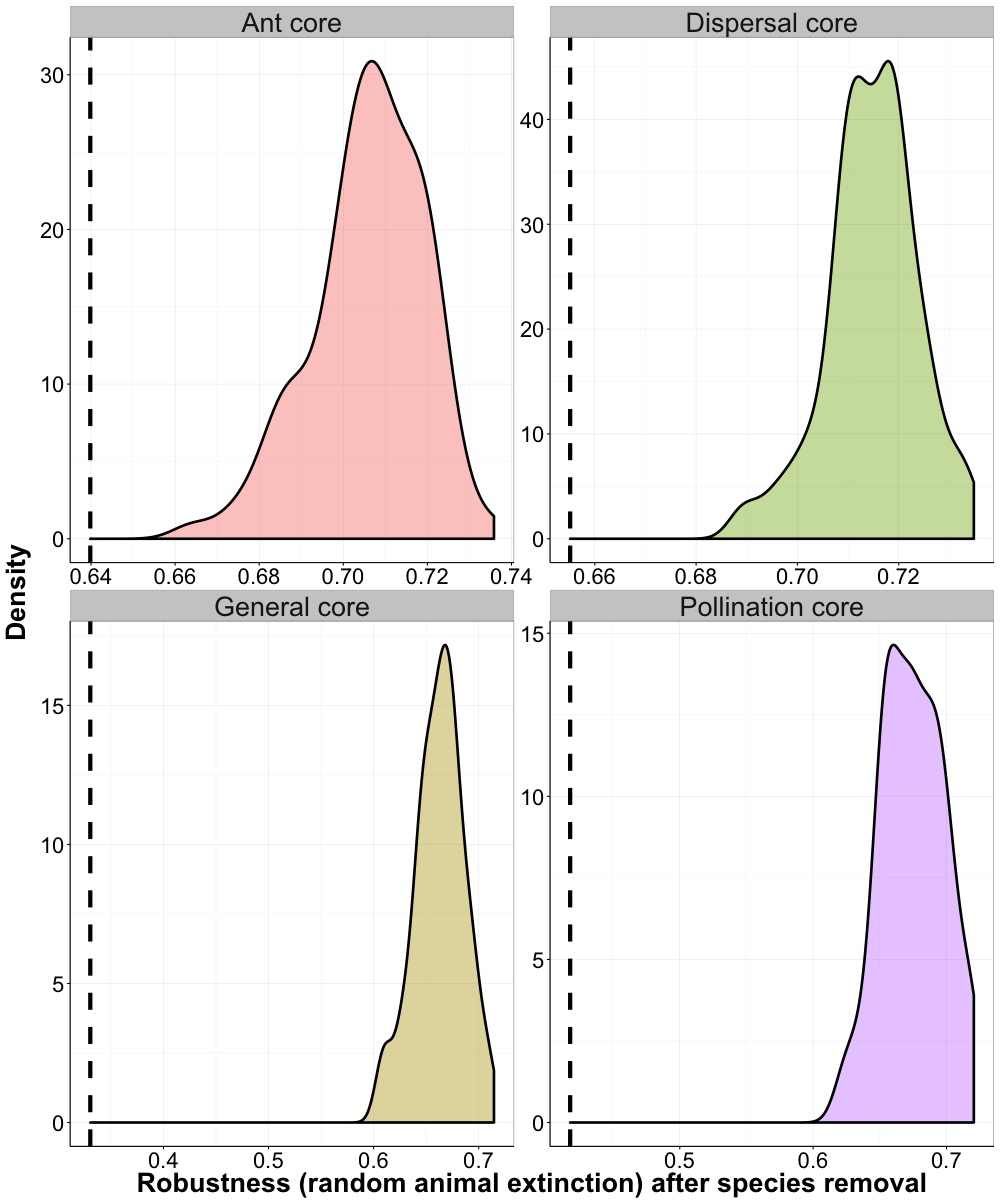 Ant core
Dispersal core
30
20
10
0
40
30
20
10
0
0.64 0.66 0.68 0.70 0.72 0.74
0.66 0.68 0.70 0.72
General core
Pollination core
15
10
5
0
15
10
5
0
0.4 0.5 0.6 0.7
0.5 0.6 0.7
Density
Robustness (random animal extinction) after species removal